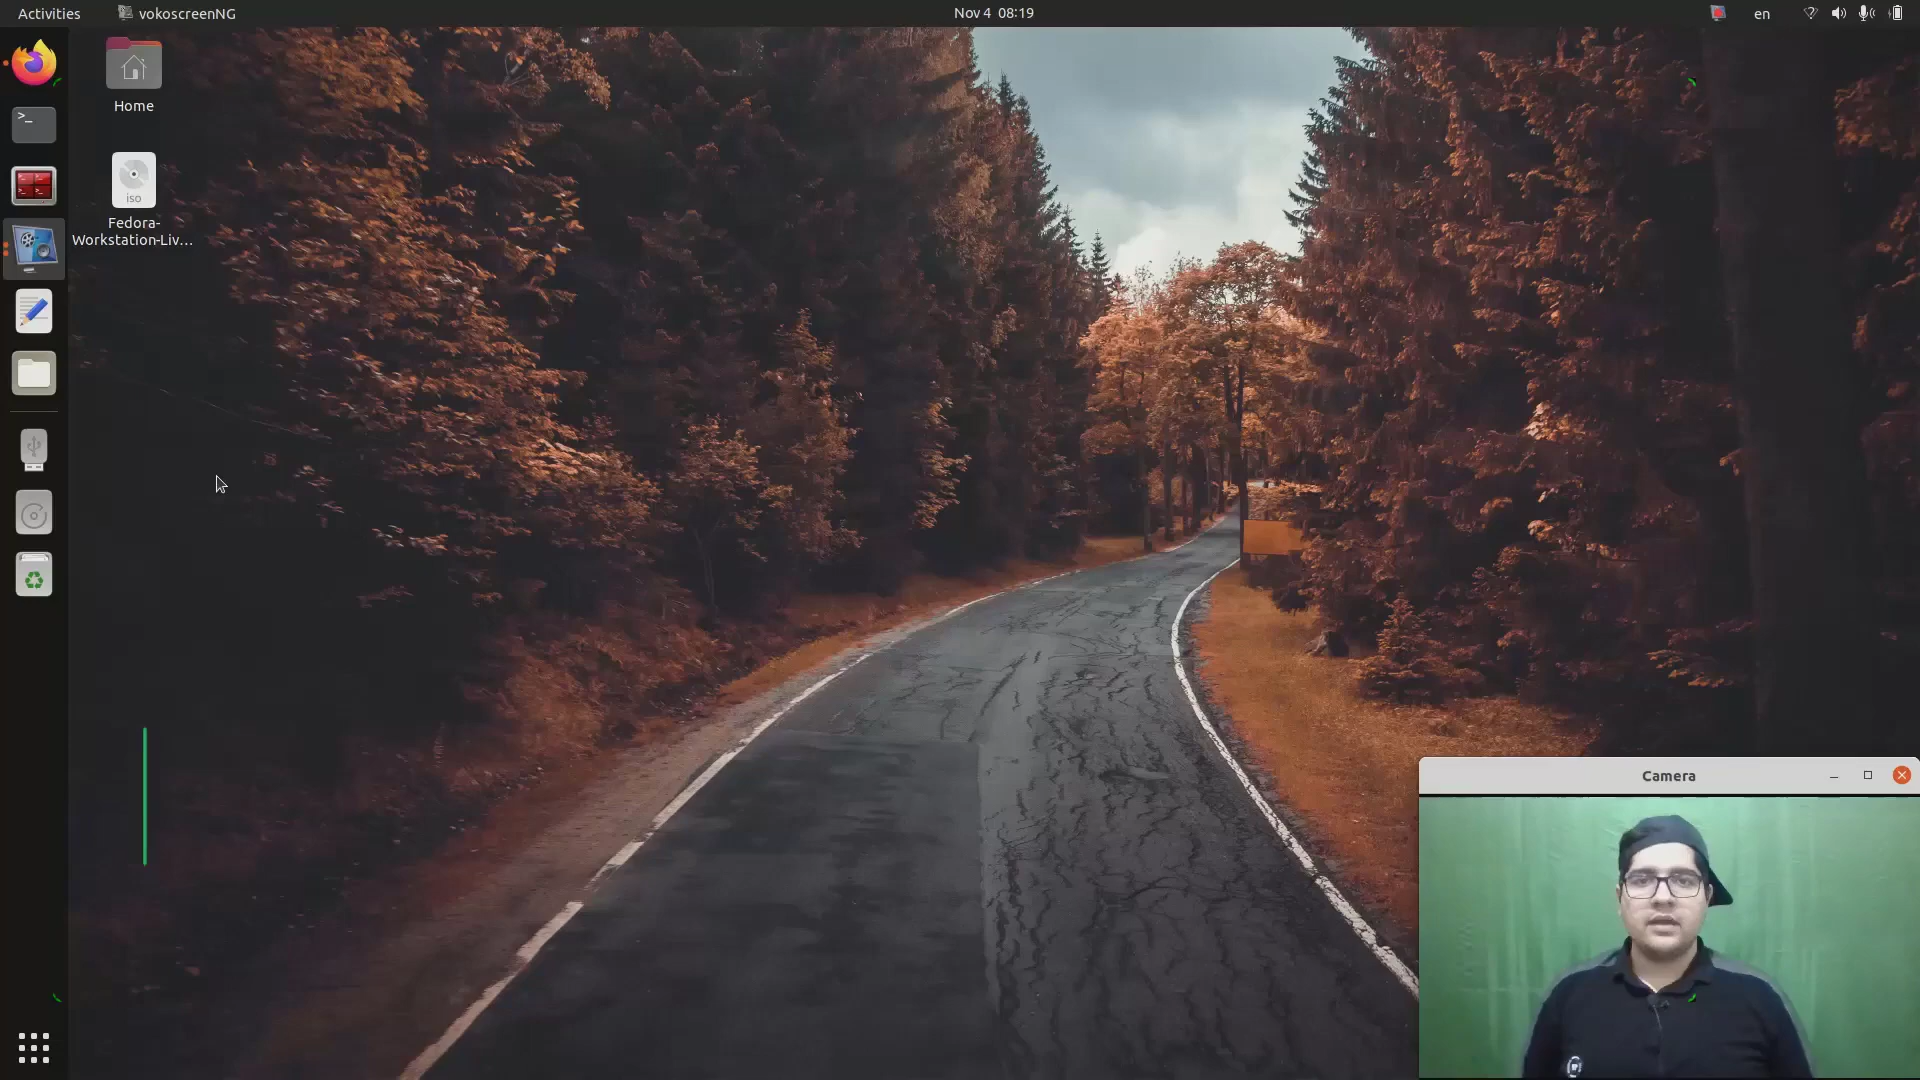 Activities
vokoscreenNG
Nov 4 08:19
en
Home
iso
Fedora-
Workstation-Liv...
Camera